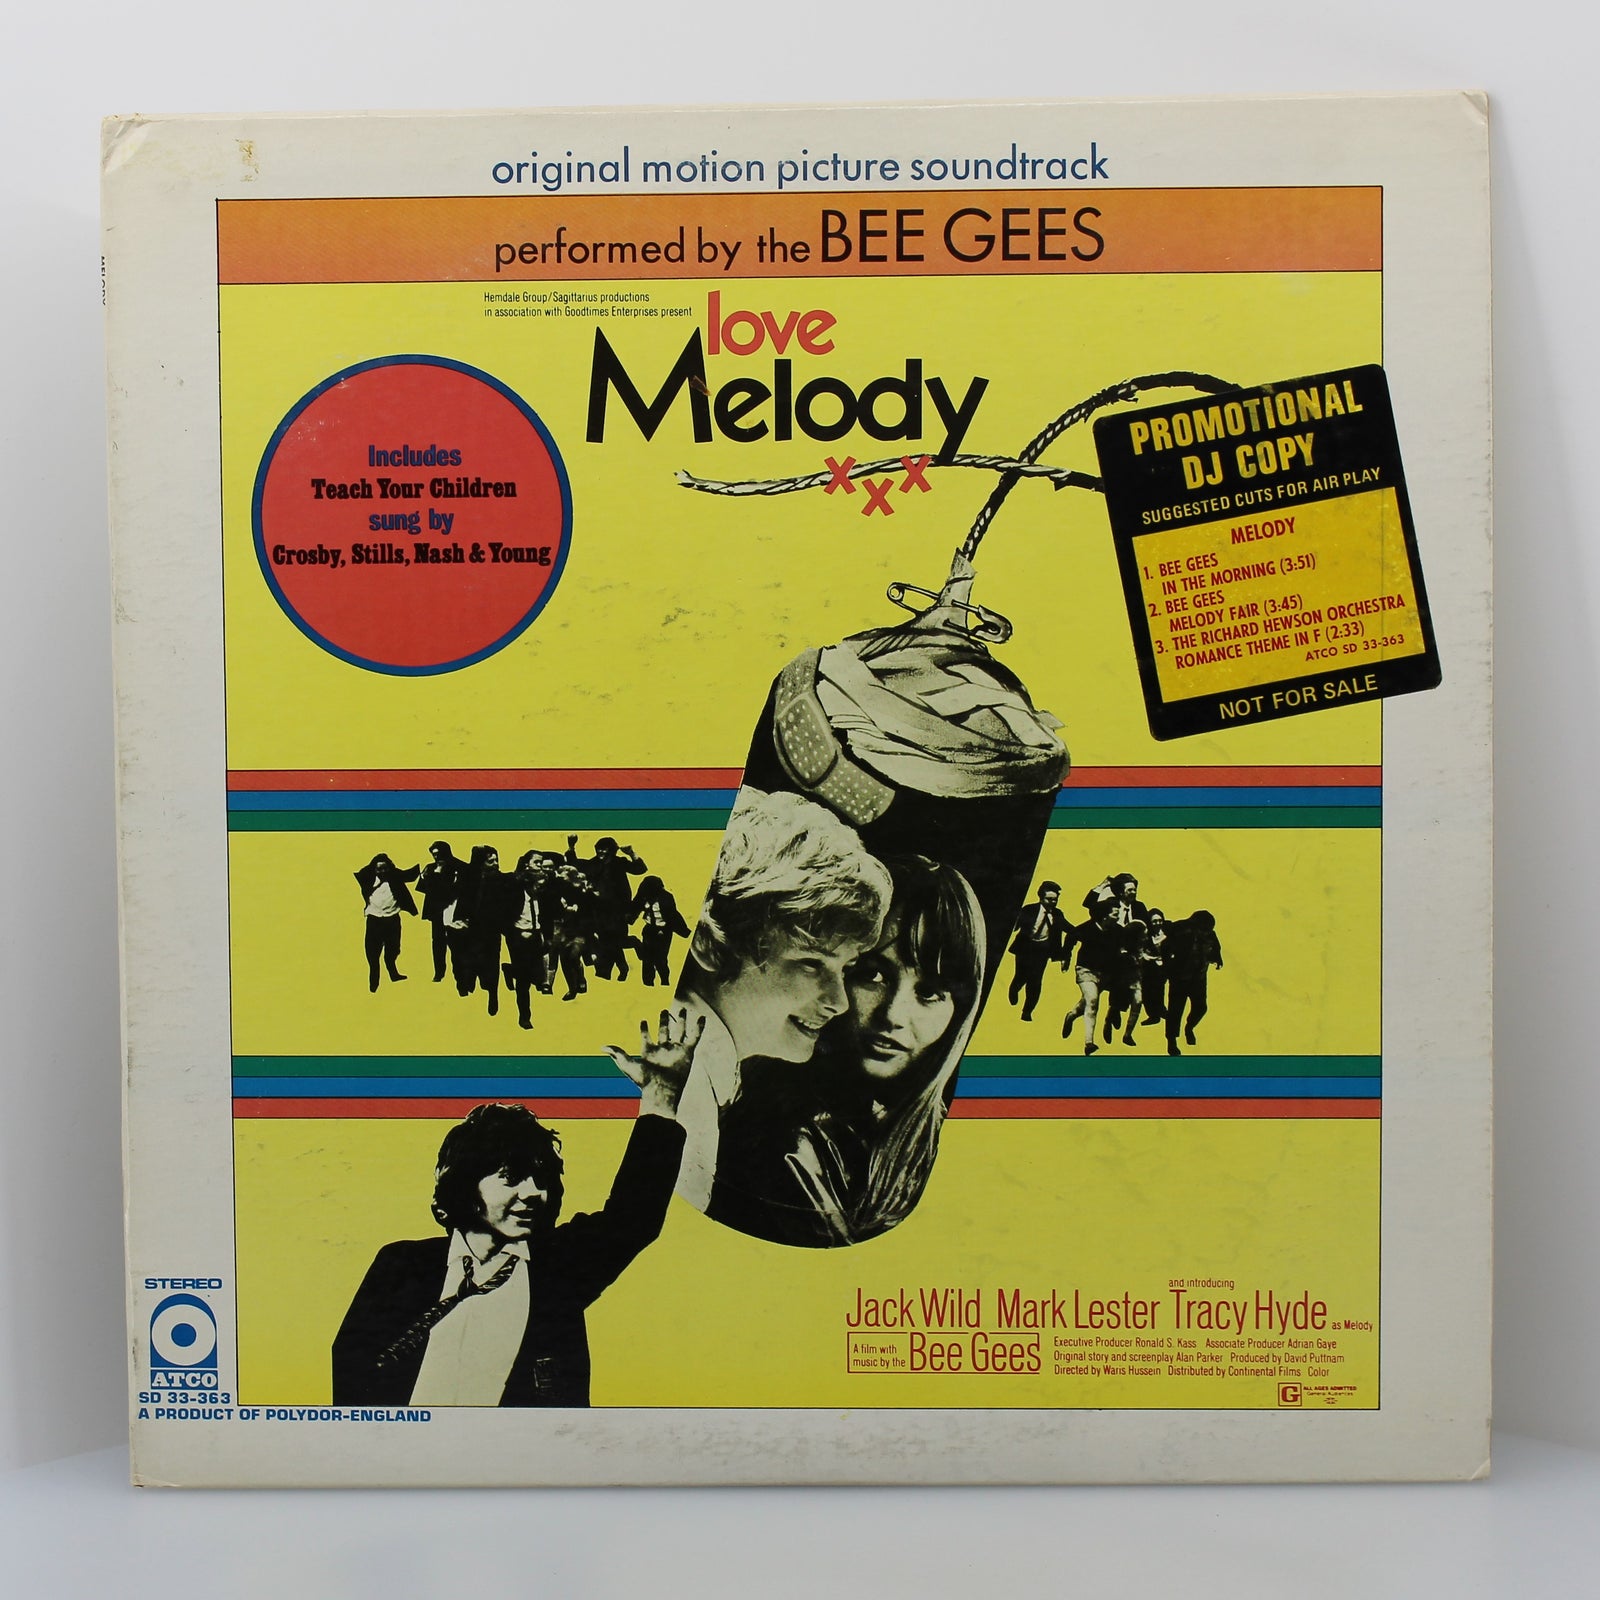 original motion picture soundtrack
performed by the BEE GEES
Hemdale Group/Sagittarius productions
in association with Goodtimes Enterprises present
love
Melody
x x x
Includes
Teach Your Children
sung by
Crosby, Stills, Nash & Young
PROMOTIONAL
DJ COPY
SUGGESTED CUTS FOR AIR PLAY
MELODY
1. BEE GEES
IN THE MORNING (3:51)
2. BEE GEES
MELODY FAIR (3:45)
3. THE RICHARD HEWSON ORCHESTRA
ROMANCE THEME IN F (2:33)
ATCO SD 33-363
NOT FOR SALE
MELODY
and introducing
Jack Wild Mark Lester Tracy Hyde as Melody
A film with
music by the Bee Gees
Executive Producer Ronald S. Kass Associate Producer Adrian Gaye
Original story and screenplay Alan Parker Produced by David Puttnam
Directed by Waris Hussein Distributed by Continental Films Color
G ALL AGES ADMITTED
General Audiences
STEREO
ATCO
SD 33-363
A PRODUCT OF POLYDOR-ENGLAND